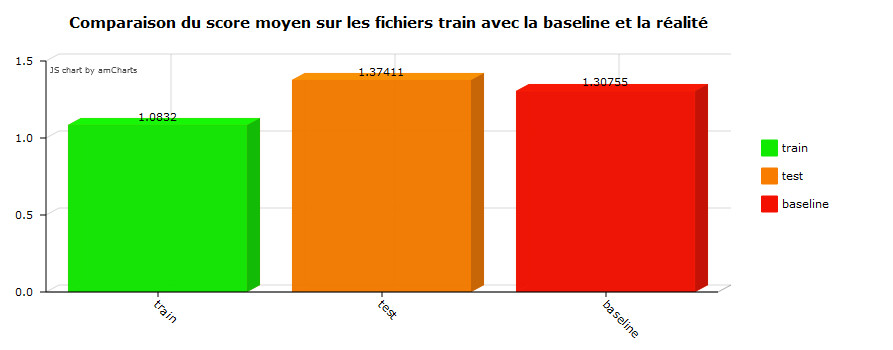 Comparaison du score moyen sur les fichiers train avec la baseline et la réalité
JS chart by amCharts
1.5
1.0
0.5
0.0
1.0832
1.37411
1.30755
train
test
baseline
train
test
baseline